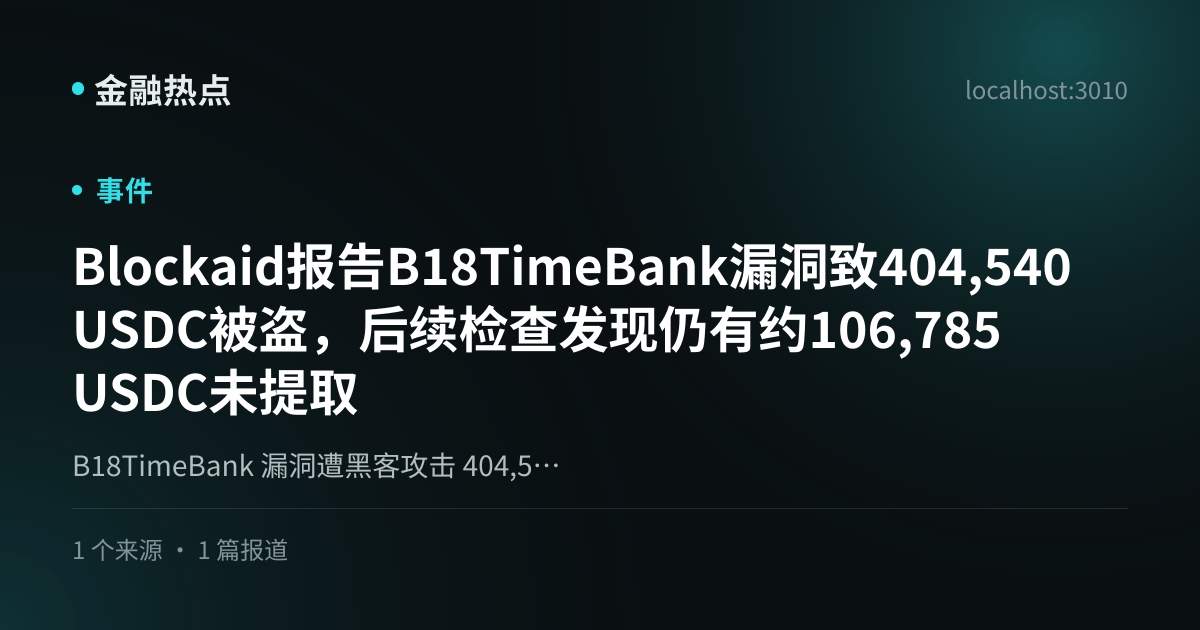 金融热点
localhost:3010
事件
Blockaid报告B18TimeBank漏洞致404,540
USDC被盗，后续检查发现仍有约106,785
USDC未提取
B18TimeBank 漏洞遭黑客攻击 404,5…
1 个来源 · 1 篇报道